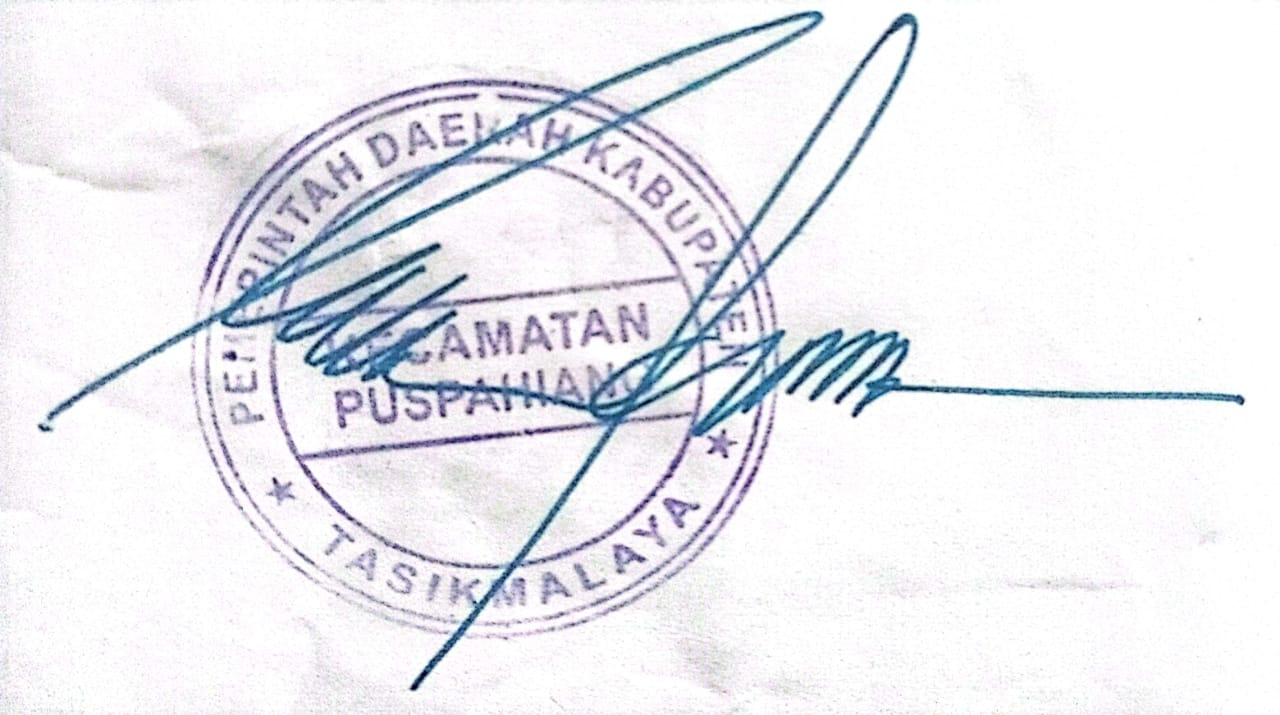 PEMERINTAH DAERAH KABUPATEN
KECAMATAN
PUSPAHIANG
★ TASIKMALAYA ★